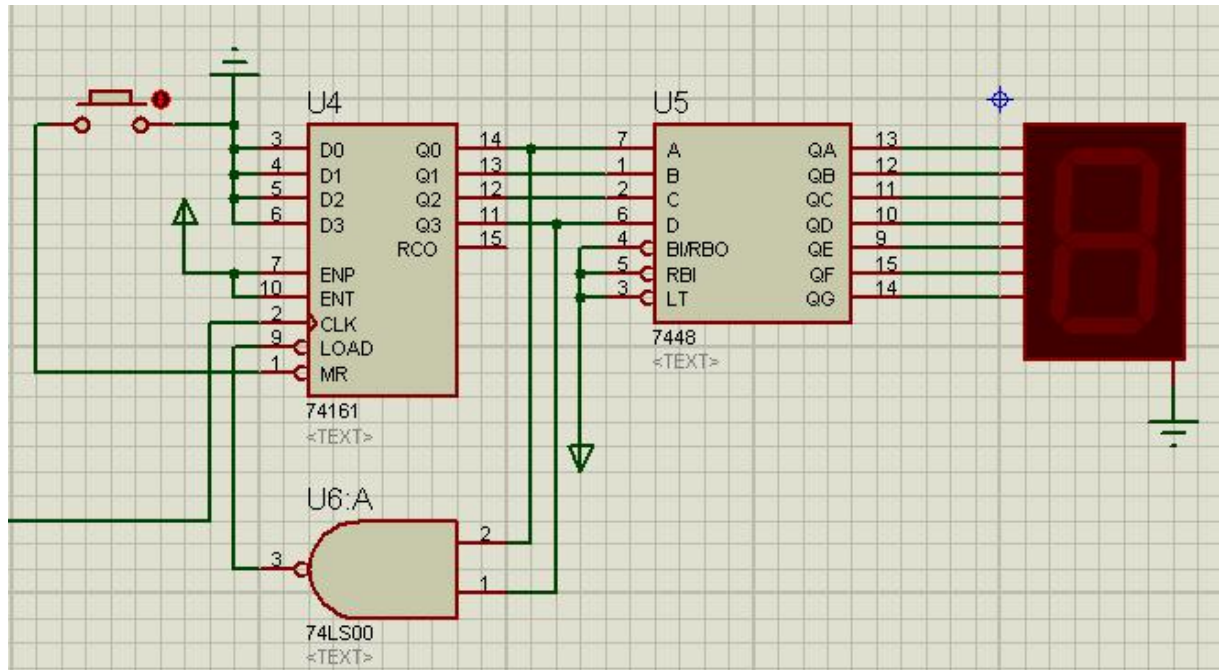 U4
U5
3 D0 Q0 14
4 D1 Q1 13
5 D2 Q2 12
6 D3 Q3 11
RCO 15
7 ENP
10 ENT
2 CLK
9 LOAD
1 MR
74161
<TEXT>
7 A QA 13
1 B QB 12
2 C QC 11
6 D QD 10
4 BI/RBO QE 9
5 RBI QF 15
3 LT QG 14
7448
<TEXT>
U6:A
2
3
1
74LS00
<TEXT>